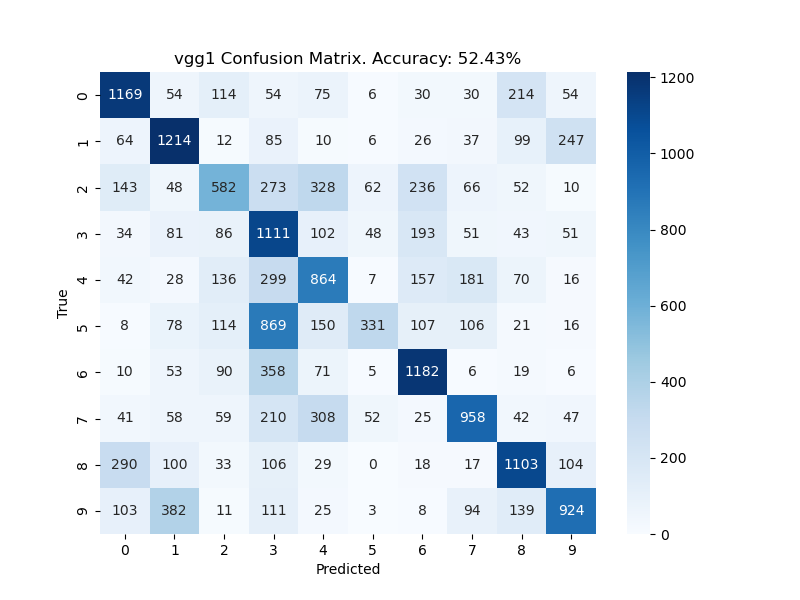 vgg1 Confusion Matrix. Accuracy: 52.43%
0 1169 54 114 54 75 6 30 30 214 54
1 64 1214 12 85 10 6 26 37 99 247
2 143 48 582 273 328 62 236 66 52 10
3 34 81 86 1111 102 48 193 51 43 51
4 42 28 136 299 864 7 157 181 70 16
5 8 78 114 869 150 331 107 106 21 16
6 10 53 90 358 71 5 1182 6 19 6
7 41 58 59 210 308 52 25 958 42 47
8 290 100 33 106 29 0 18 17 1103 104
9 103 382 11 111 25 3 8 94 139 924
0 1 2 3 4 5 6 7 8 9
Predicted
True
1200
1000
800
600
400
200
0